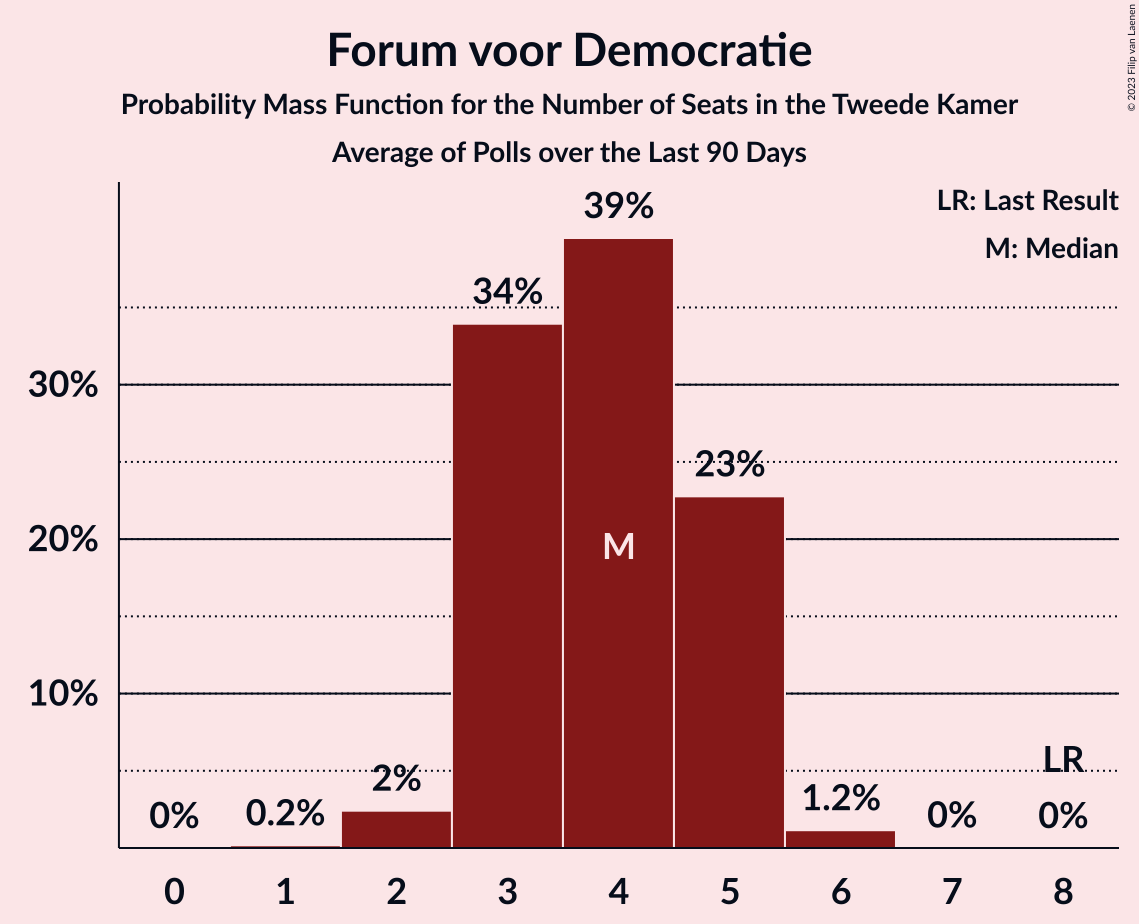 Forum voor Democratie
Probability Mass Function for the Number of Seats in the Tweede Kamer
Average of Polls over the Last 90 Days
© 2023 Filip van Laenen
LR: Last Result
M: Median
39%
34%
30%
23%
20%
M
10%
LR
2%
1.2%
0%
0.2%
0%
0%
0 1 2 3 4 5 6 7 8